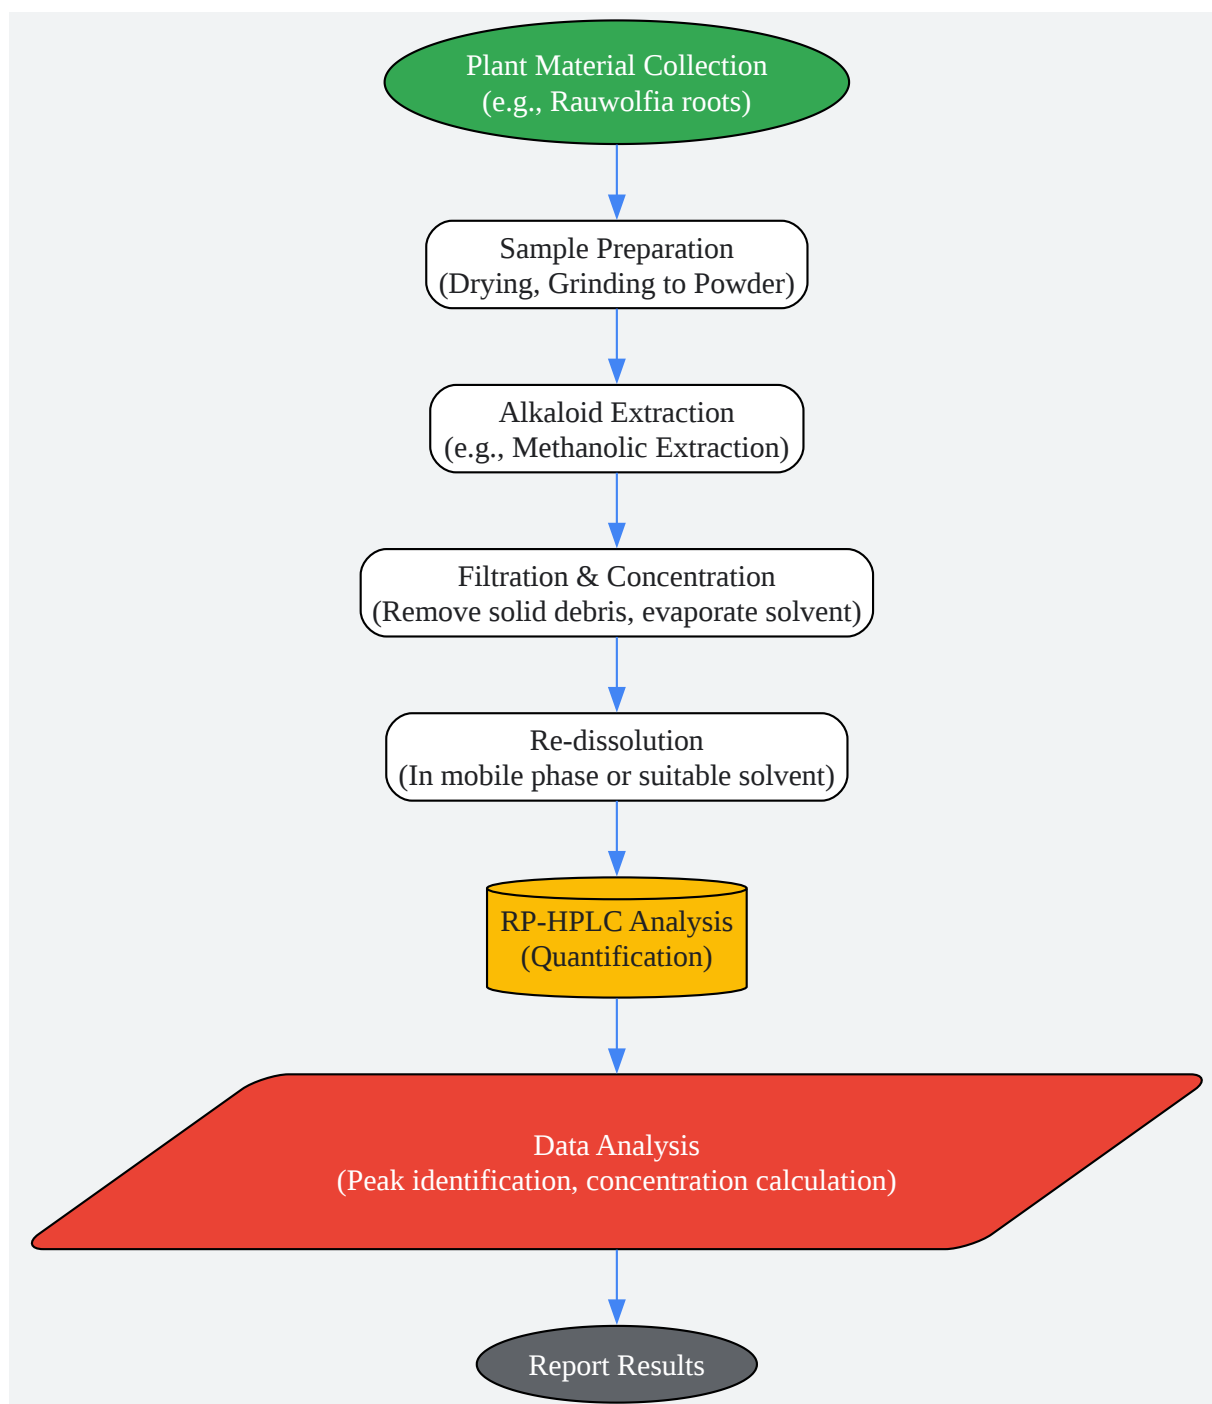 Plant Material Collection
(e.g., Rauwolfia roots)
Sample Preparation
(Drying, Grinding to Powder)
Alkaloid Extraction
(e.g., Methanolic Extraction)
Filtration & Concentration
(Remove solid debris, evaporate solvent)
Re-dissolution
(In mobile phase or suitable solvent)
RP-HPLC Analysis
(Quantification)
Data Analysis
(Peak identification, concentration calculation)
Report Results